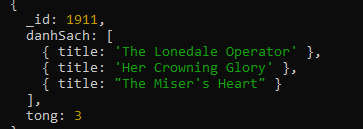 {
_id: 1911,
danhSach: [
{ title: 'The Lonedale Operator' },
{ title: 'Her Crowning Glory' },
{ title: "The Miser's Heart" }
],
tong: 3